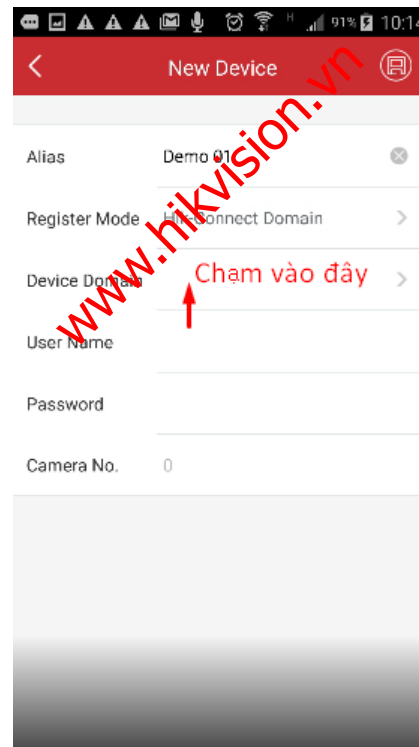 H 91% 10:14
New Device
Alias Demo 01
Register Mode Hik-Connect Domain
Device Domain Chạm vào đây
User Name
Password
Camera No. 0
www.hikvision.vn